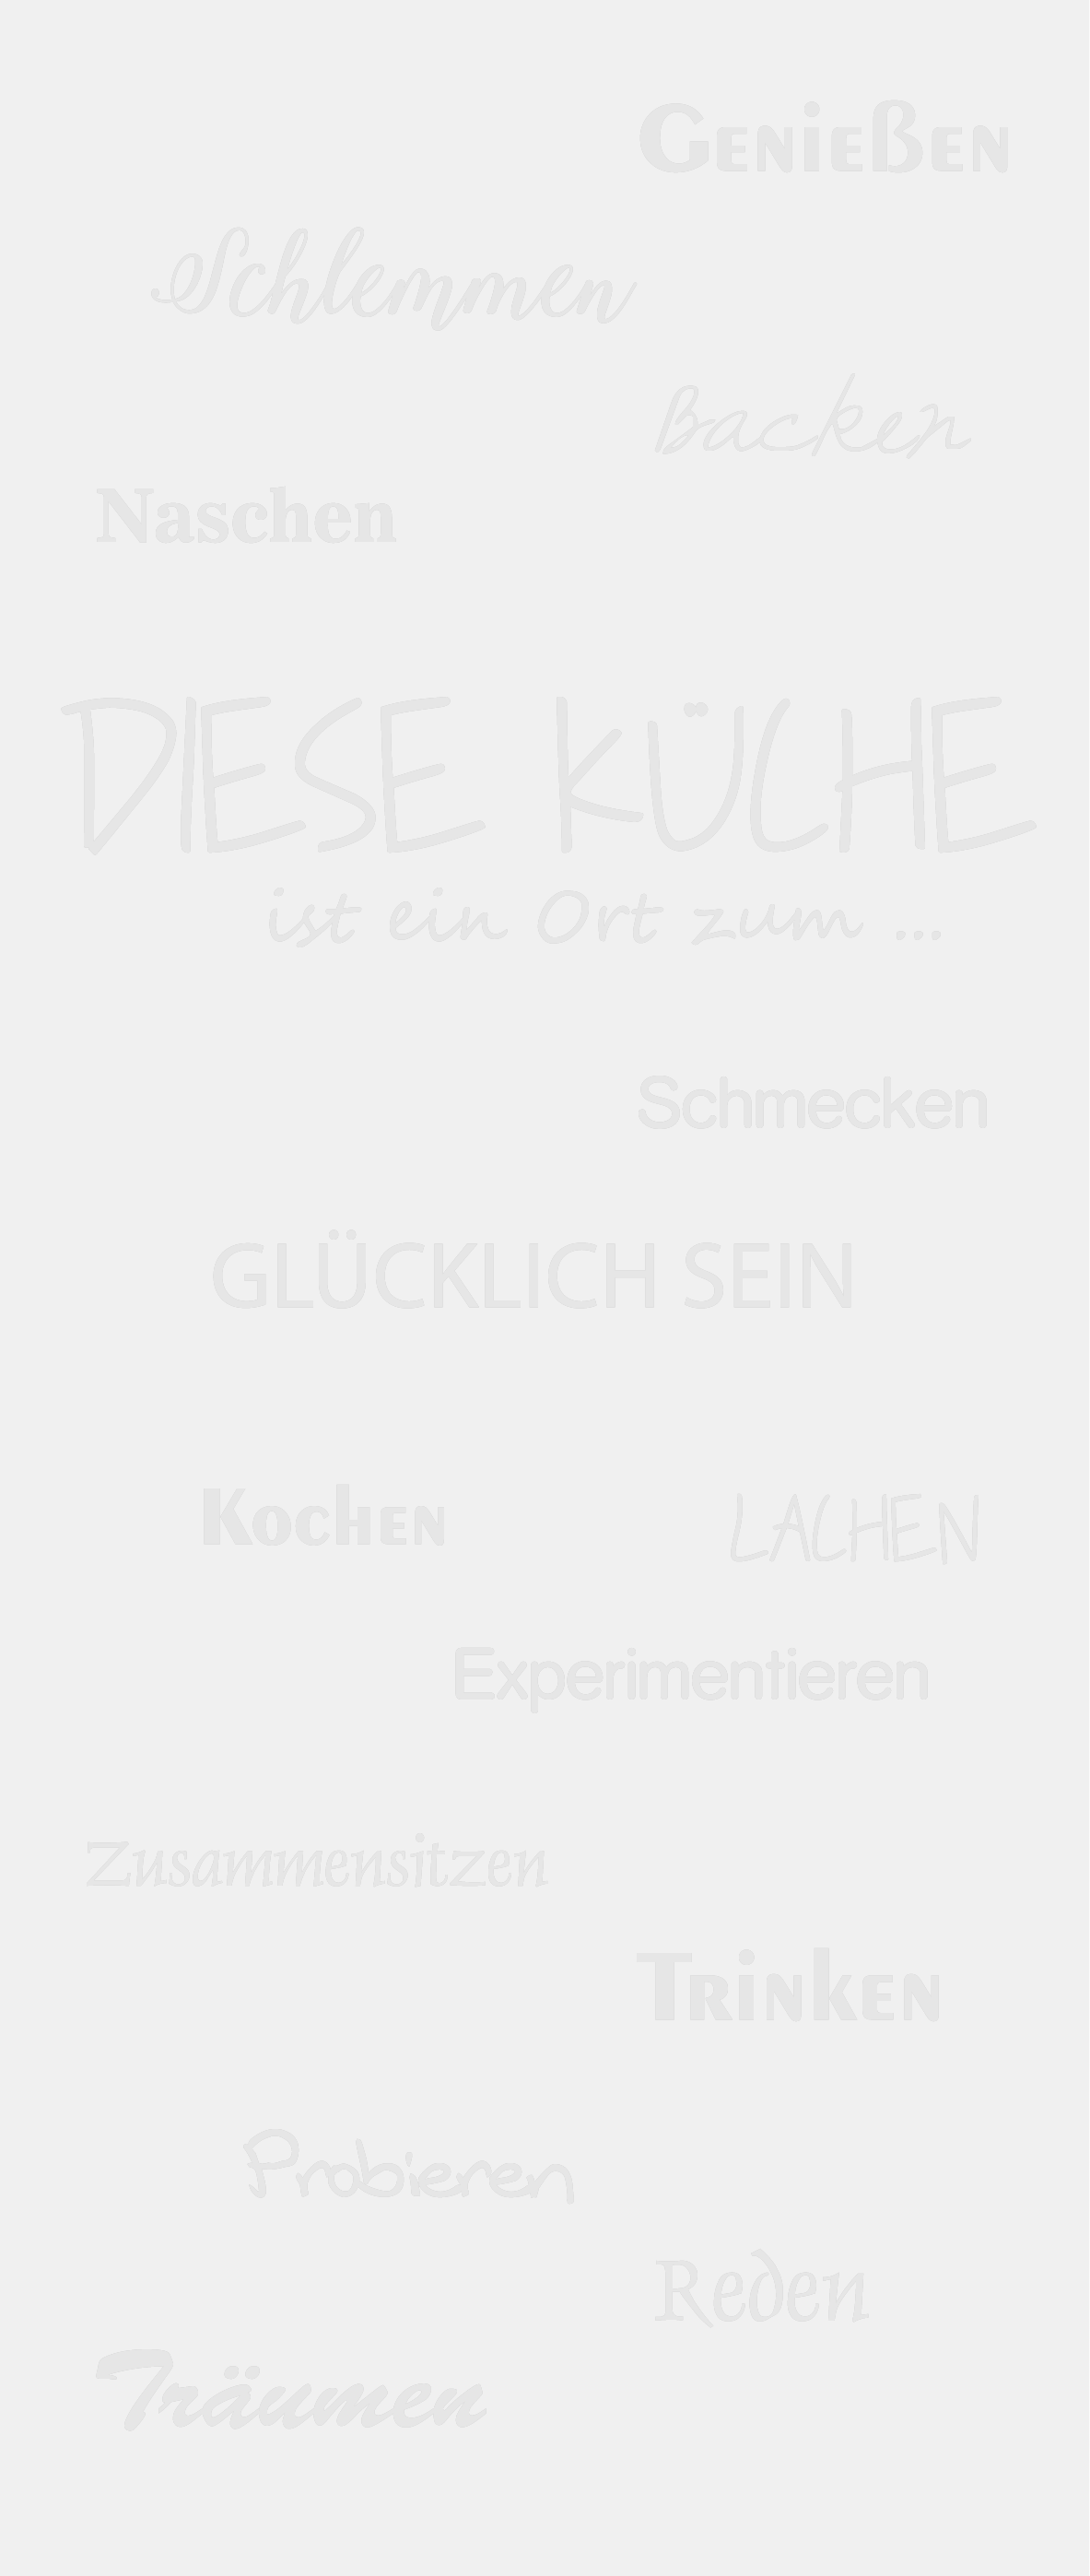 Genießen
Schlemmen
Backen
Naschen
DIESE KÜCHE
ist ein Ort zum ...
Schmecken
GLÜCKLICH SEIN
Kochen
LACHEN
Experimentieren
Zusammensitzen
Trinken
Probieren
Reden
Träumen